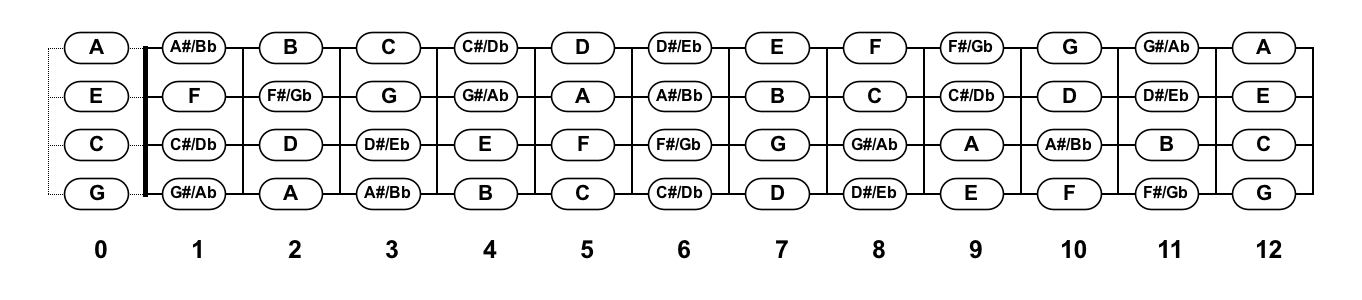 A A#/Bb B C C#/Db D D#/Eb E F F#/Gb G G#/Ab A
E F F#/Gb G G#/Ab A A#/Bb B C C#/Db D D#/Eb E
C C#/Db D D#/Eb E F F#/Gb G G#/Ab A A#/Bb B C
G G#/Ab A A#/Bb B C C#/Db D D#/Eb E F F#/Gb G
0 1 2 3 4 5 6 7 8 9 10 11 12